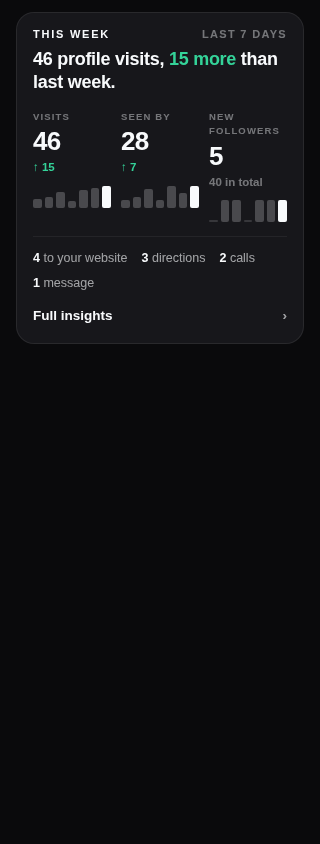 THIS WEEK LAST 7 DAYS
46 profile visits, 15 more than
last week.
VISITS
46
↑ 15
SEEN BY
28
↑ 7
NEW
FOLLOWERS
5
40 in total
4 to your website 3 directions 2 calls
1 message
Full insights ›